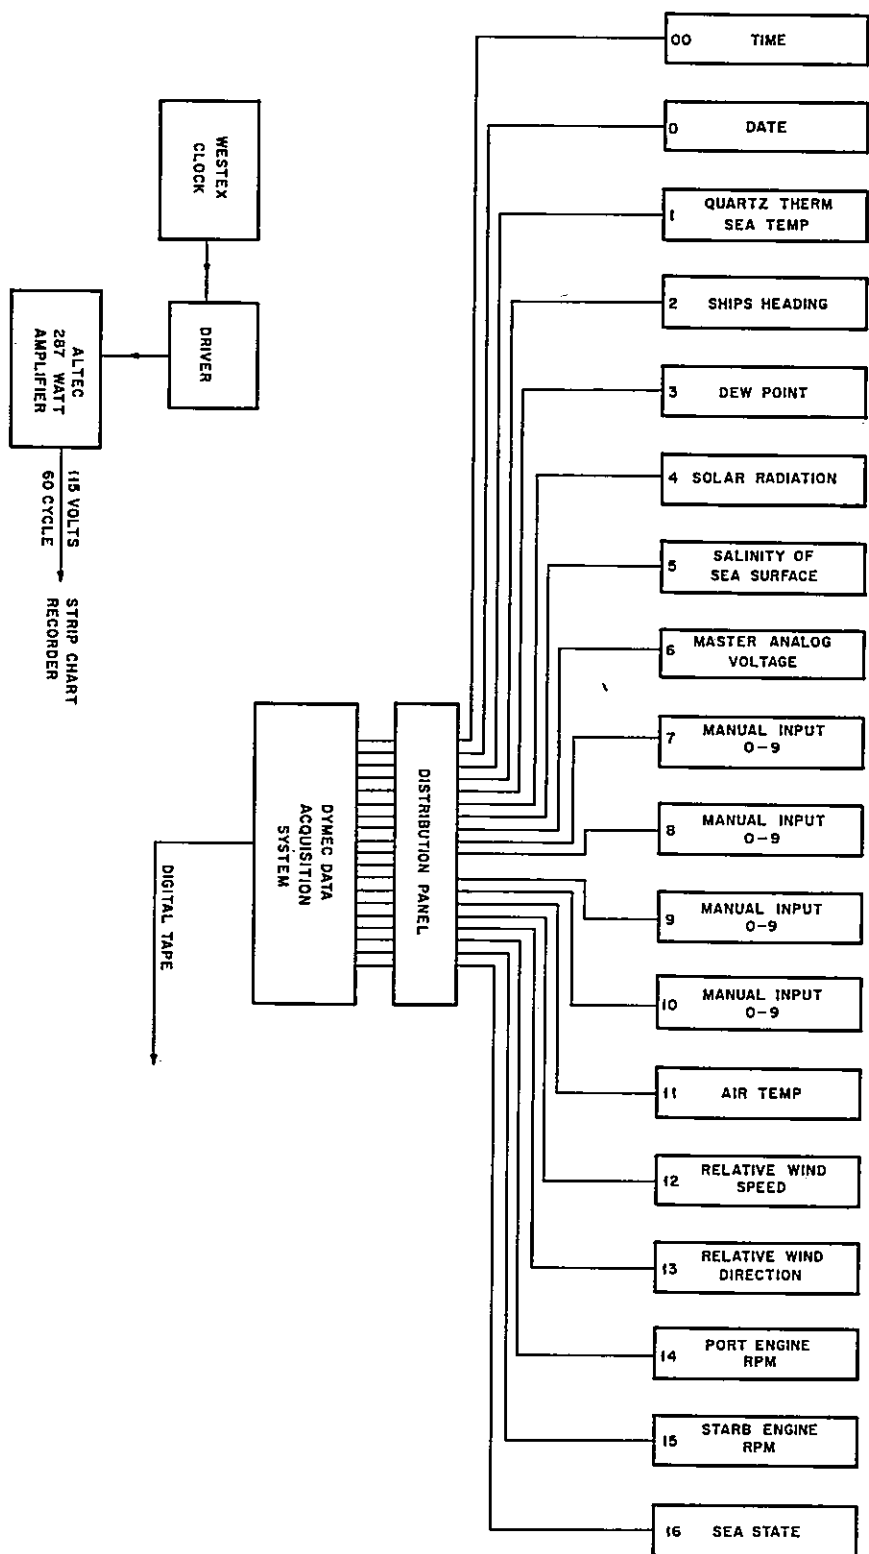 00 TIME
0 DATE
1 QUARTZ THERM
SEA TEMP
2 SHIPS HEADING
3 DEW POINT
4 SOLAR RADIATION
5 SALINITY OF
SEA SURFACE
6 MASTER ANALOG
VOLTAGE
7 MANUAL INPUT
0-9
8 MANUAL INPUT
0-9
9 MANUAL INPUT
0-9
10 MANUAL INPUT
0-9
11 AIR TEMP
12 RELATIVE WIND
SPEED
13 RELATIVE WIND
DIRECTION
14 PORT ENGINE
RPM
15 STARB ENGINE
RPM
16 SEA STATE
DISTRIBUTION PANEL
DYMEC DATA
ACQUISITION
SYSTEM
DIGITAL TAPE
WESTEX
CLOCK
DRIVER
ALTEC
287 WATT
AMPLIFIER
115 VOLTS
60 CYCLE
STRIP CHART
RECORDER